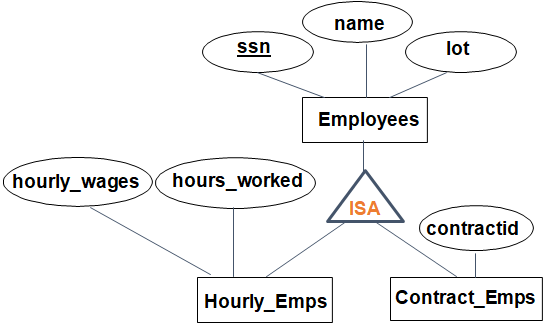 name
ssn
lot
Employees
hourly_wages
hours_worked
ISA
contractid
Hourly_Emps
Contract_Emps